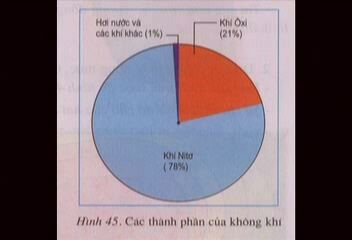 Hơi nước và
các khí khác (1%)
Khí Ôxi
(21%)
Khí Nitơ
( 78%)
Hình 45. Các thành phần của không khí